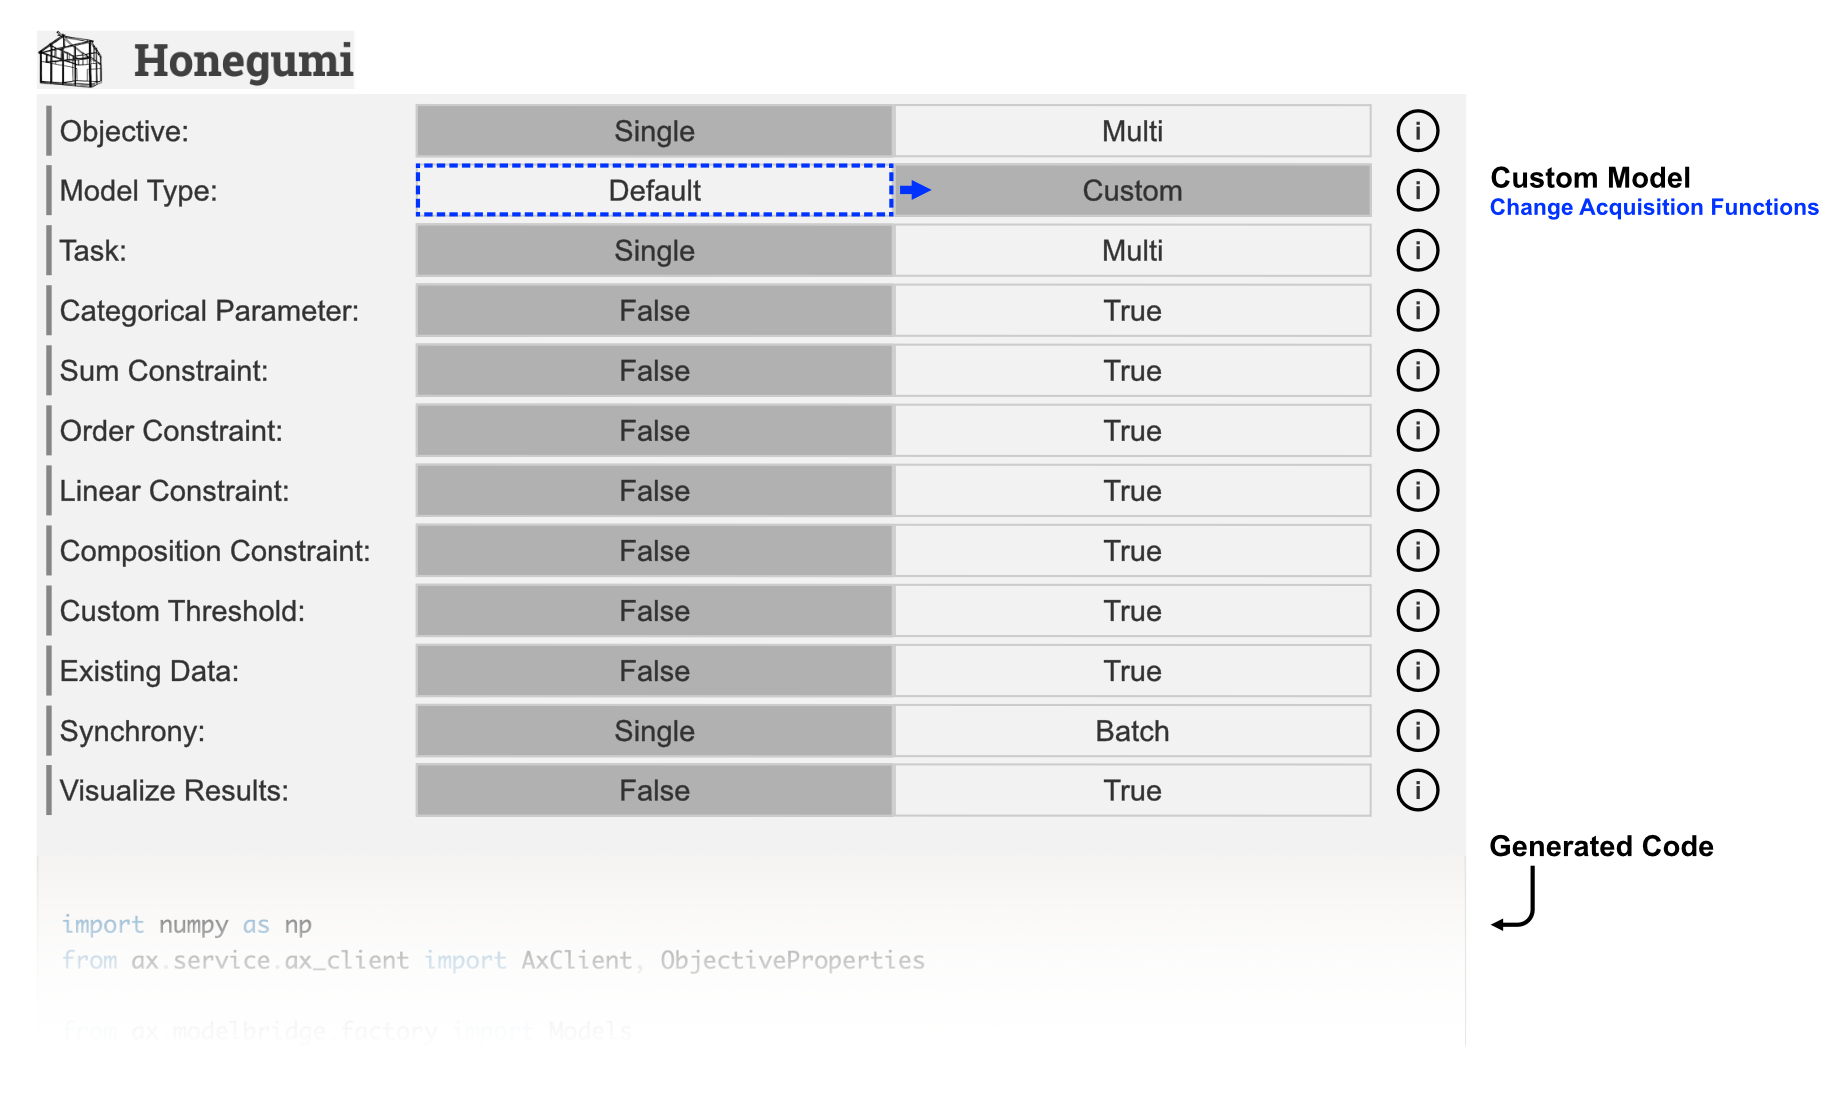 Honegumi
Objective: Single Multi i
Model Type: Default Custom i
Custom Model
Change Acquisition Functions
Task: Single Multi i
Categorical Parameter: False True i
Sum Constraint: False True i
Order Constraint: False True i
Linear Constraint: False True i
Composition Constraint: False True i
Custom Threshold: False True i
Existing Data: False True i
Synchrony: Single Batch i
Visualize Results: False True i
Generated Code
import numpy as np
from ax.service.ax_client import AxClient, ObjectiveProperties
from ax modelbridge factory import Models